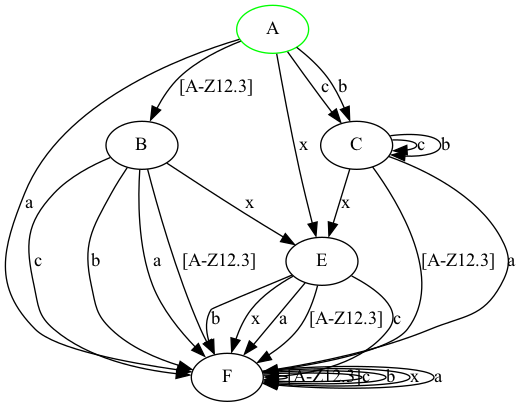 A
c b
[A-Z12.3]
B x C c b
a x x
c b a [A-Z12.3] [A-Z12.3] a
E
b x a [A-Z12.3] c
F [A-Z12.3] c b x a